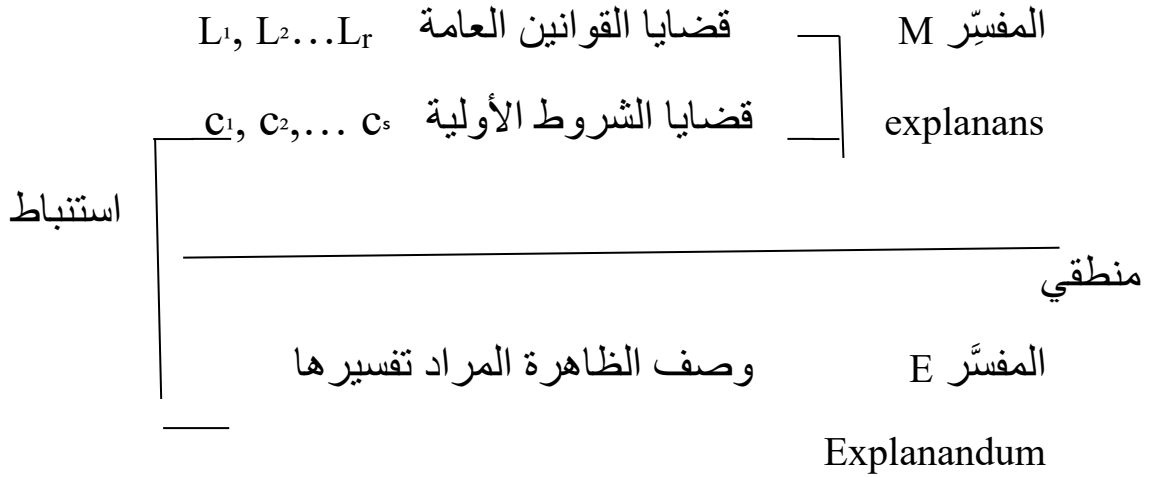 المفسِّر M قضايا القوانين العامة L₁, L₂…Lᵣ
explanans قضايا الشروط الأولية c₁, c₂,… cₛ
استنباط
منطقي
المفسَّر E وصف الظاهرة المراد تفسيرها
Explanandum